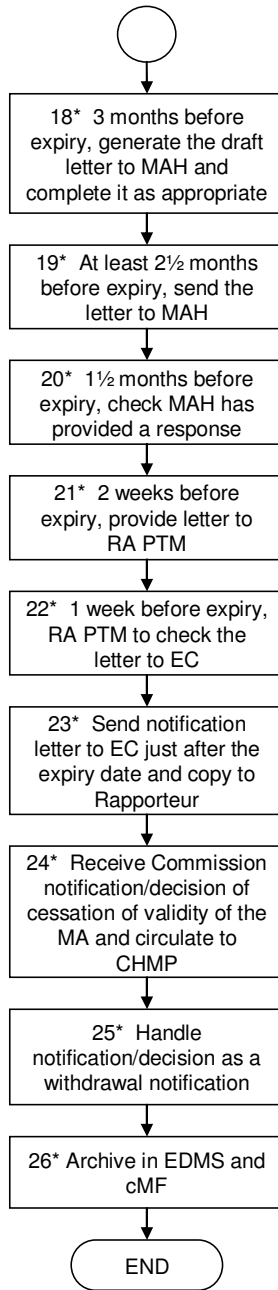 18* 3 months before
expiry, generate the draft
letter to MAH and
complete it as appropriate
19* At least 2½ months
before expiry, send the
letter to MAH
20* 1½ months before
expiry, check MAH has
provided a response
21* 2 weeks before
expiry, provide letter to
RA PTM
22* 1 week before expiry,
RA PTM to check the
letter to EC
23* Send notification
letter to EC just after the
expiry date and copy to
Rapporteur
24* Receive Commission
notification/decision of
cessation of validity of the
MA and circulate to
CHMP
25* Handle
notification/decision as a
withdrawal notification
26* Archive in EDMS and
cMF
END